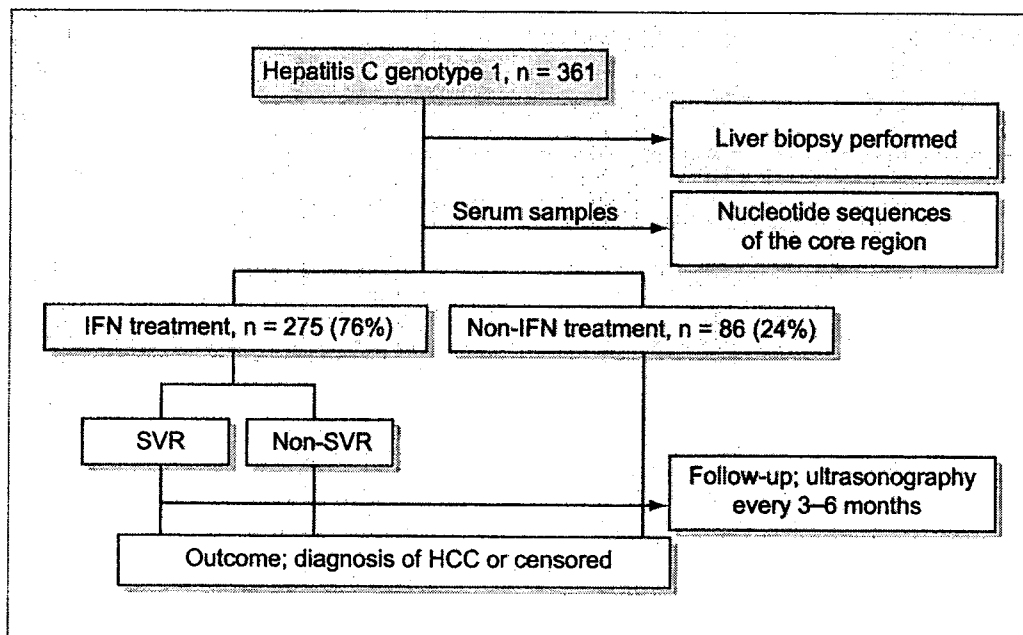 Hepatitis C genotype 1, n = 361
Liver biopsy performed
Serum samples
Nucleotide sequences
of the core region
IFN treatment, n = 275 (76%)
Non-IFN treatment, n = 86 (24%)
SVR
Non-SVR
Follow-up; ultrasonography
every 3–6 months
Outcome; diagnosis of HCC or censored